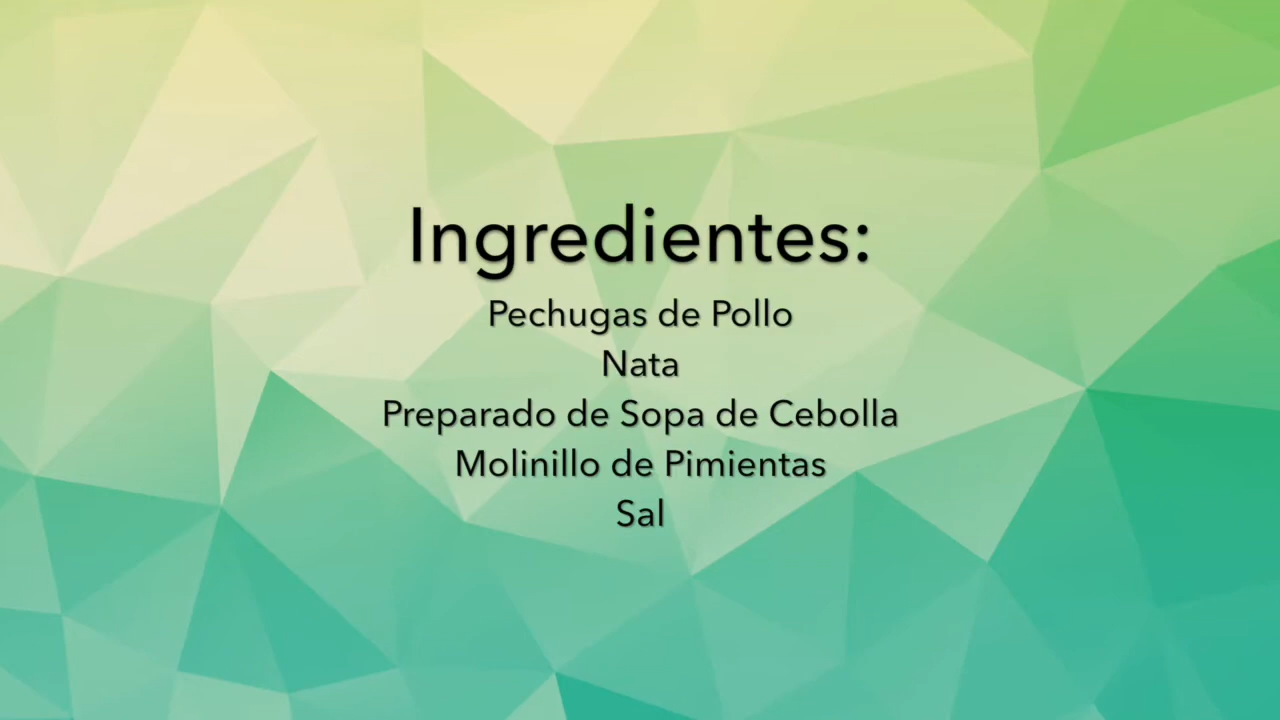 Ingredientes:
Pechugas de Pollo
Nata
Preparado de Sopa de Cebolla
Molinillo de Pimientas
Sal